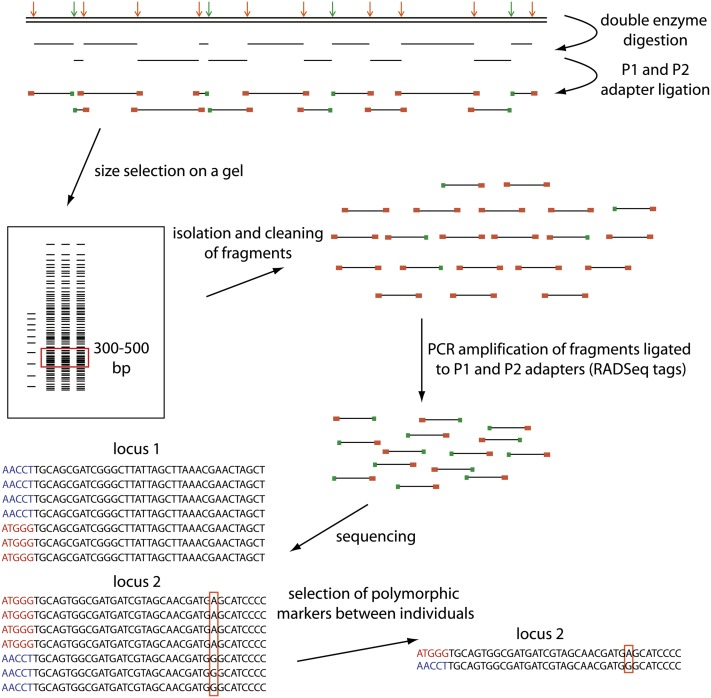 double enzyme
digestion
P1 and P2
adapter ligation
size selection on a gel
isolation and cleaning
of fragments
300-500
bp
PCR amplification of fragments ligated
to P1 and P2 adapters (RADSeq tags)
locus 1
AACCTTGCAGCGATCGGGCTTATTAGCTTAAACGAACTAGCT
AACCTTGCAGCGATCGGGCTTATTAGCTTAAACGAACTAGCT
AACCTTGCAGCGATCGGGCTTATTAGCTTAAACGAACTAGCT
AACCTTGCAGCGATCGGGCTTATTAGCTTAAACGAACTAGCT
ATGGGTGCAGCGATCGGGCTTATTAGCTTAAACGAACTAGCT
ATGGGTGCAGCGATCGGGCTTATTAGCTTAAACGAACTAGCT
ATGGGTGCAGCGATCGGGCTTATTAGCTTAAACGAACTAGCT
sequencing
locus 2
ATGGGTGCAGTGGCGATGATCGTAGCAACGATGAGCATCCCC
ATGGGTGCAGTGGCGATGATCGTAGCAACGATGAGCATCCCC
ATGGGTGCAGTGGCGATGATCGTAGCAACGATGAGCATCCCC
ATGGGTGCAGTGGCGATGATCGTAGCAACGATGAGCATCCCC
AACCTTGCAGTGGCGATGATCGTAGCAACGATGGGCATCCCC
AACCTTGCAGTGGCGATGATCGTAGCAACGATGGGCATCCCC
AACCTTGCAGTGGCGATGATCGTAGCAACGATGGGCATCCCC
selection of polymorphic
markers between individuals
locus 2
ATGGGTGCAGTGGCGATGATCGTAGCAACGATGAGCATCCCC
AACCTTGCAGTGGCGATGATCGTAGCAACGATGGGCATCCCC